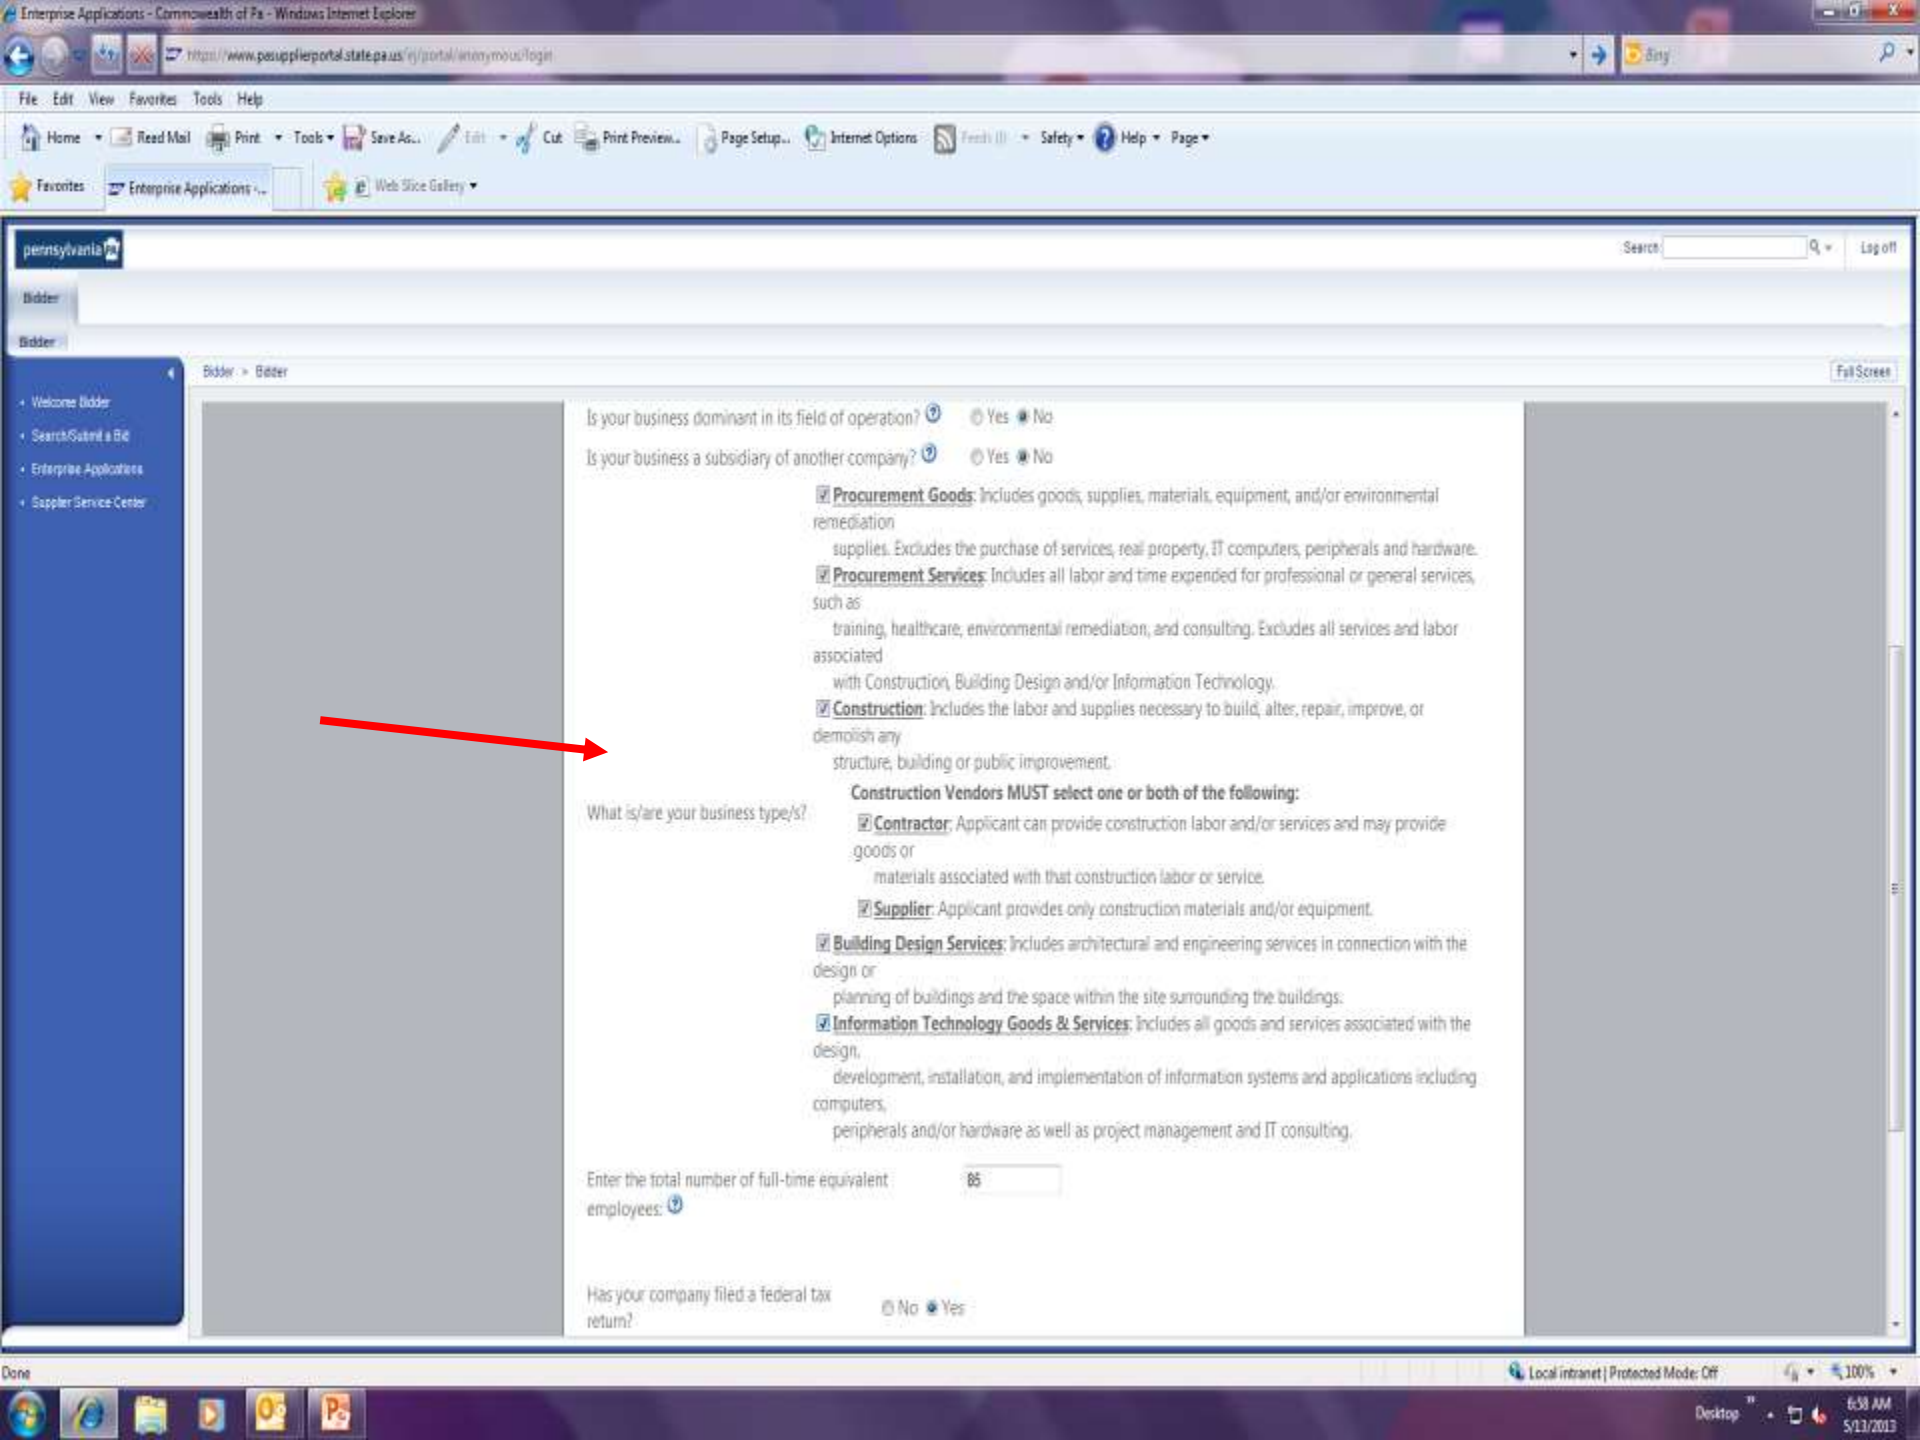 Enterprise Applications - Commowealth of Pa - Windows Internet Explorer
https://www.pasupplierportal.state.pa.us/irj/portal/anonymous/login
Bing
File Edit View Favorites Tools Help
Home Read Mail Print Tools Save As... Edit Cut Print Preview... Page Setup... Internet Options Feeds Safety Help Page
Favorites Enterprise Applications -... Web Slice Gallery
pennsylvania PA
Search: Log off
Bidder
Bidder
Bidder > Bidder Full Screen
• Welcome Bidder
• Search/Submit a Bid
• Enterprise Applications
• Supplier Service Center
Is your business dominant in its field of operation? Yes No
Is your business a subsidiary of another company? Yes No
Procurement Goods: Includes goods, supplies, materials, equipment, and/or environmental
remediation
supplies. Excludes the purchase of services, real property, IT computers, peripherals and hardware.
Procurement Services: Includes all labor and time expended for professional or general services,
such as
training, healthcare, environmental remediation, and consulting. Excludes all services and labor
associated
with Construction, Building Design and/or Information Technology.
Construction: Includes the labor and supplies necessary to build, alter, repair, improve, or
demolish any
structure, building or public improvement.
Construction Vendors MUST select one or both of the following:
What is/are your business type/s?
Contractor: Applicant can provide construction labor and/or services and may provide
goods or
materials associated with that construction labor or service.
Supplier: Applicant provides only construction materials and/or equipment.
Building Design Services: Includes architectural and engineering services in connection with the
design or
planning of buildings and the space within the site surrounding the buildings.
Information Technology Goods & Services: Includes all goods and services associated with the
design,
development, installation, and implementation of information systems and applications including
computers,
peripherals and/or hardware as well as project management and IT consulting.
Enter the total number of full-time equivalent
employees:
Has your company filed a federal tax
return?
No Yes
Done Local intranet | Protected Mode: Off 100%
Desktop 6:58 AM
5/13/2013